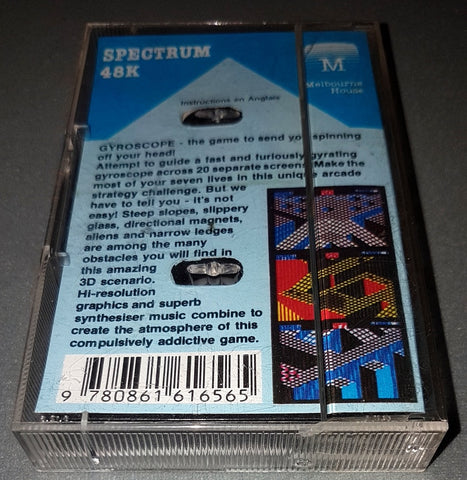 SPECTRUM
48K
M
Melbourne
House
Instructions en Anglais
GYROSCOPE - the game to send you spinning
off your head!
Attempt to guide a fast and furiously gyrating
gyroscope across 20 separate screens. Make the
most of your seven lives in this unique arcade
strategy challenge. But we
have to tell you - it's not
easy! Steep slopes, slippery
glass, directional magnets,
aliens and narrow ledges
are among the many
obstacles you will find in
this amazing
3D scenario.
Hi-resolution
graphics and superb
synthesiser music combine to
create the atmosphere of this
compulsively addictive game.
9 780861 616565